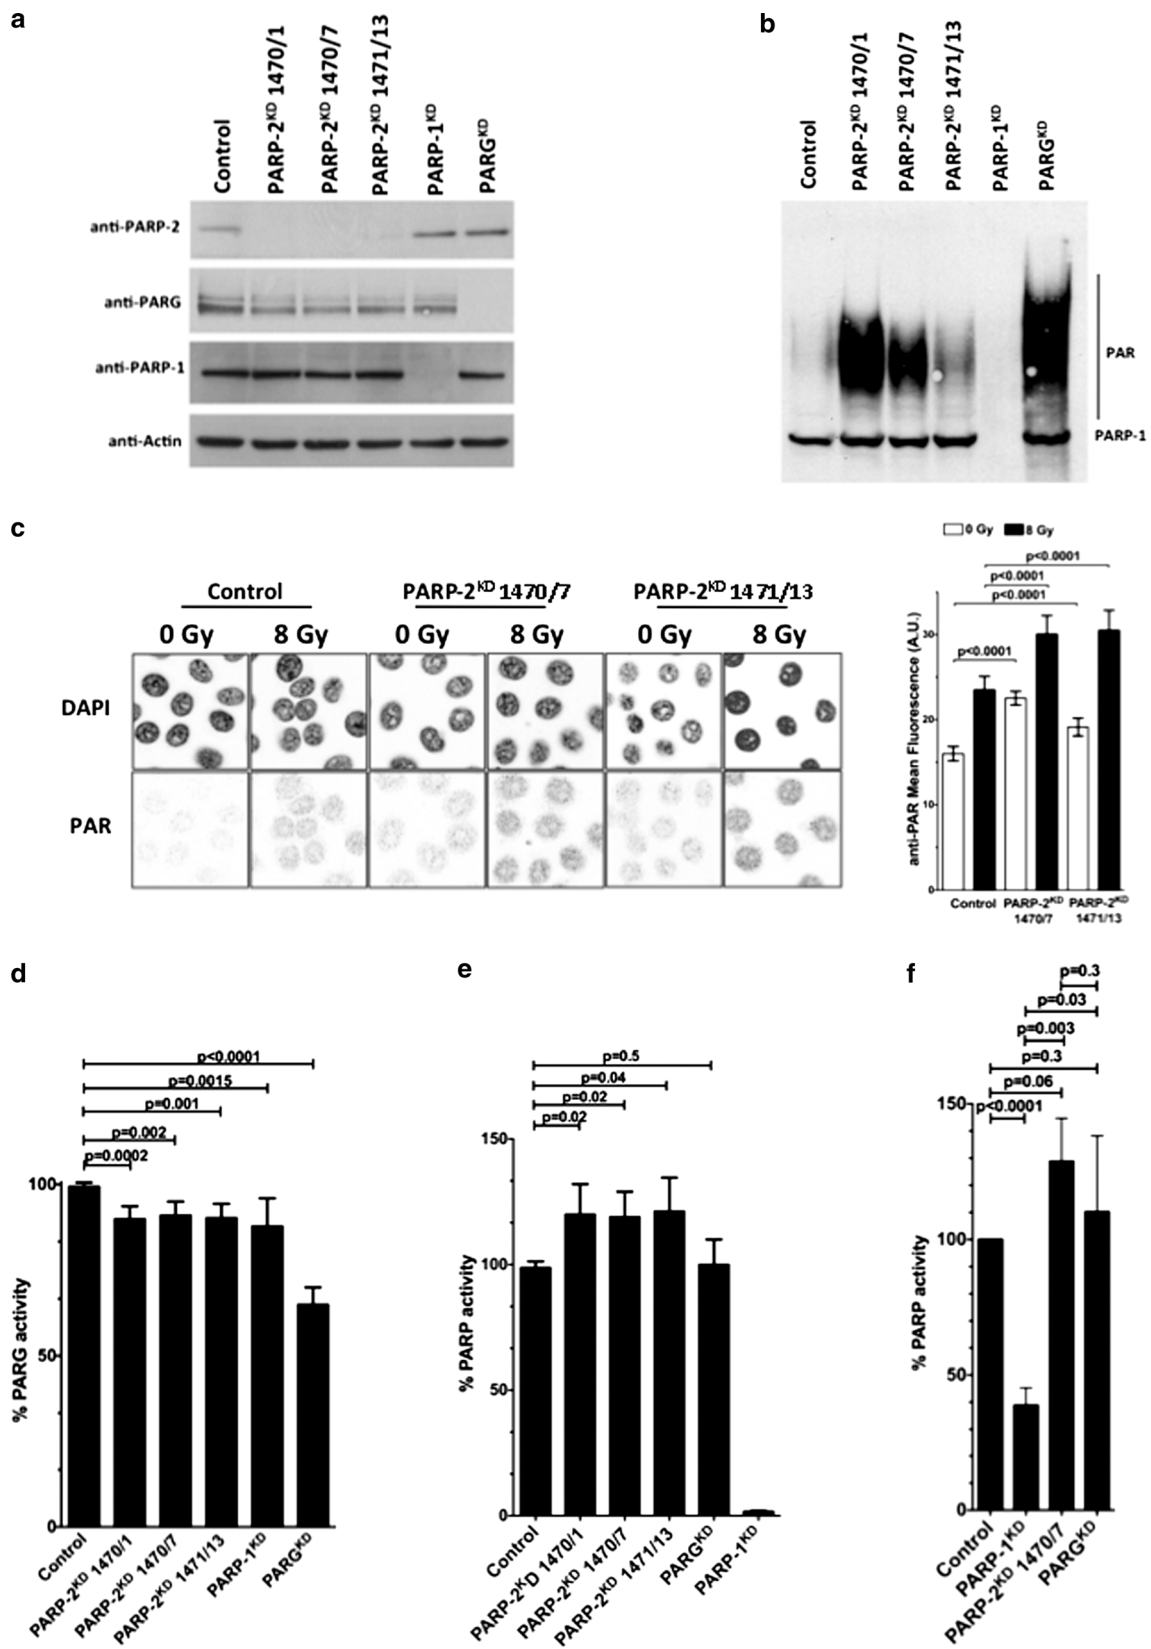 a
Control
PARP-2KD 1470/1
PARP-2KD 1470/7
PARP-2KD 1471/13
PARP-1KD
PARGKD
anti-PARP-2
anti-PARG
anti-PARP-1
anti-Actin
b
Control
PARP-2KD 1470/1
PARP-2KD 1470/7
PARP-2KD 1471/13
PARP-1KD
PARGKD
PAR
PARP-1
c
Control
PARP-2KD 1470/7
PARP-2KD 1471/13
0 Gy
8 Gy
0 Gy
8 Gy
0 Gy
8 Gy
DAPI
PAR
0 Gy
8 Gy
p<0.0001
p<0.0001
p<0.0001
p<0.0001
anti-PAR Mean Fluorescence (A.U.)
30
20
10
0
Control
PARP-2KD
1470/7
PARP-2KD
1471/13
d
p<0.0001
p=0.0015
p=0.001
p=0.002
p=0.0002
% PARG activity
100
50
0
Control
PARP-2KD 1470/1
PARP-2KD 1470/7
PARP-2KD 1471/13
PARP-1KD
PARGKD
e
p=0.5
p=0.04
p=0.02
p=0.02
% PARP activity
150
100
50
0
Control
PARP-2KD 1470/1
PARP-2KD 1470/7
PARP-2KD 1471/13
PARGKD
PARP-1KD
f
p=0.3
p=0.03
p=0.003
p=0.3
p=0.06
p<0.0001
% PARP activity
150
100
50
0
Control
PARP-1KD
PARP-2KD 1470/7
PARGKD